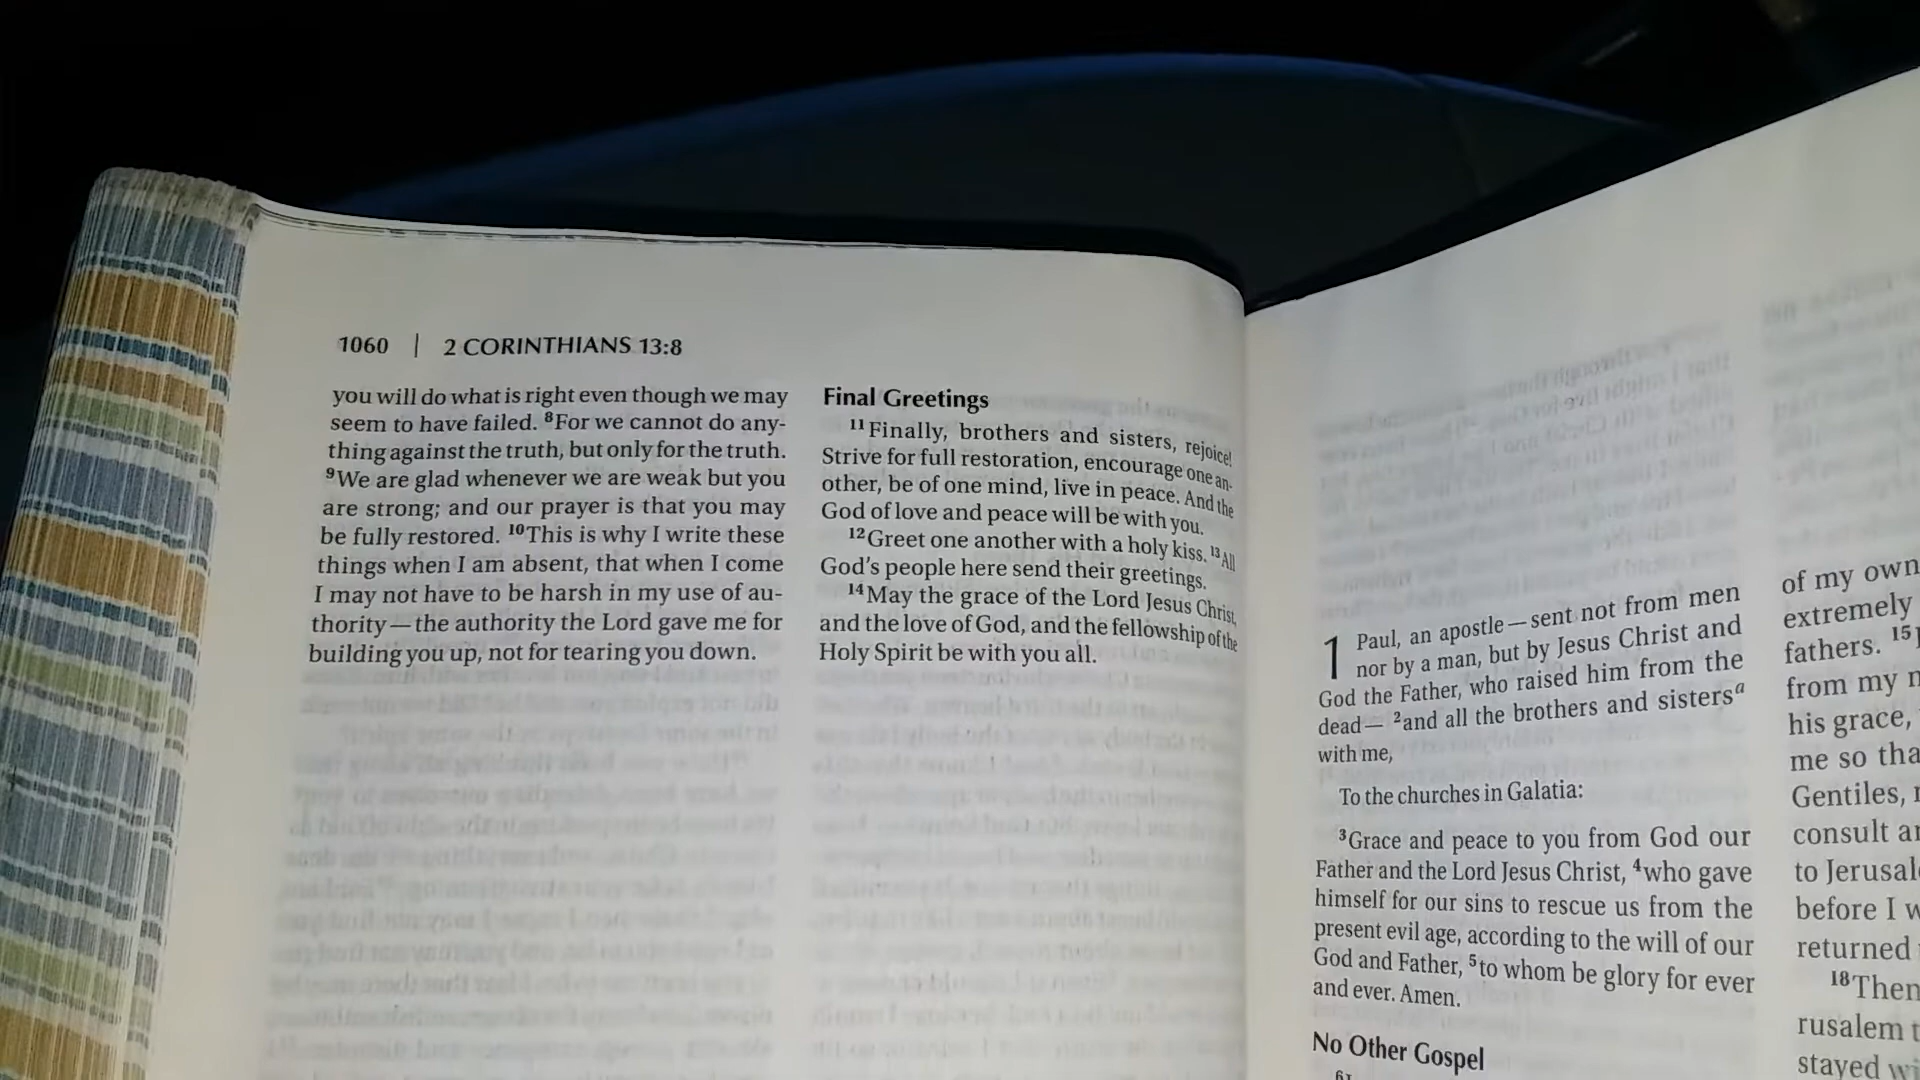 1060 | 2 CORINTHIANS 13:8
you will do what is right even though we may
seem to have failed. ⁸For we cannot do any-
thing against the truth, but only for the truth.
⁹We are glad whenever we are weak but you
are strong; and our prayer is that you may
be fully restored. ¹⁰This is why I write these
things when I am absent, that when I come
I may not have to be harsh in my use of au-
thority—the authority the Lord gave me for
building you up, not for tearing you down.
Final Greetings
¹¹Finally, brothers and sisters, rejoice!
Strive for full restoration, encourage one an-
other, be of one mind, live in peace. And the
God of love and peace will be with you.
¹²Greet one another with a holy kiss. ¹³All
God's people here send their greetings.
¹⁴May the grace of the Lord Jesus Christ,
and the love of God, and the fellowship of the
Holy Spirit be with you all.
1 Paul, an apostle—sent not from men
nor by a man, but by Jesus Christ and
God the Father, who raised him from the
dead— ²and all the brothers and sistersᵃ
with me,
To the churches in Galatia:
³Grace and peace to you from God our
Father and the Lord Jesus Christ, ⁴who gave
himself for our sins to rescue us from the
present evil age, according to the will of our
God and Father, ⁵to whom be glory for ever
and ever. Amen.
No Other Gospel
of my own
extremely
fathers. ¹⁵
from my
his grace,
me so
Gentiles,
consult
to
before I
returned
¹⁸Then
rusalem
stayed